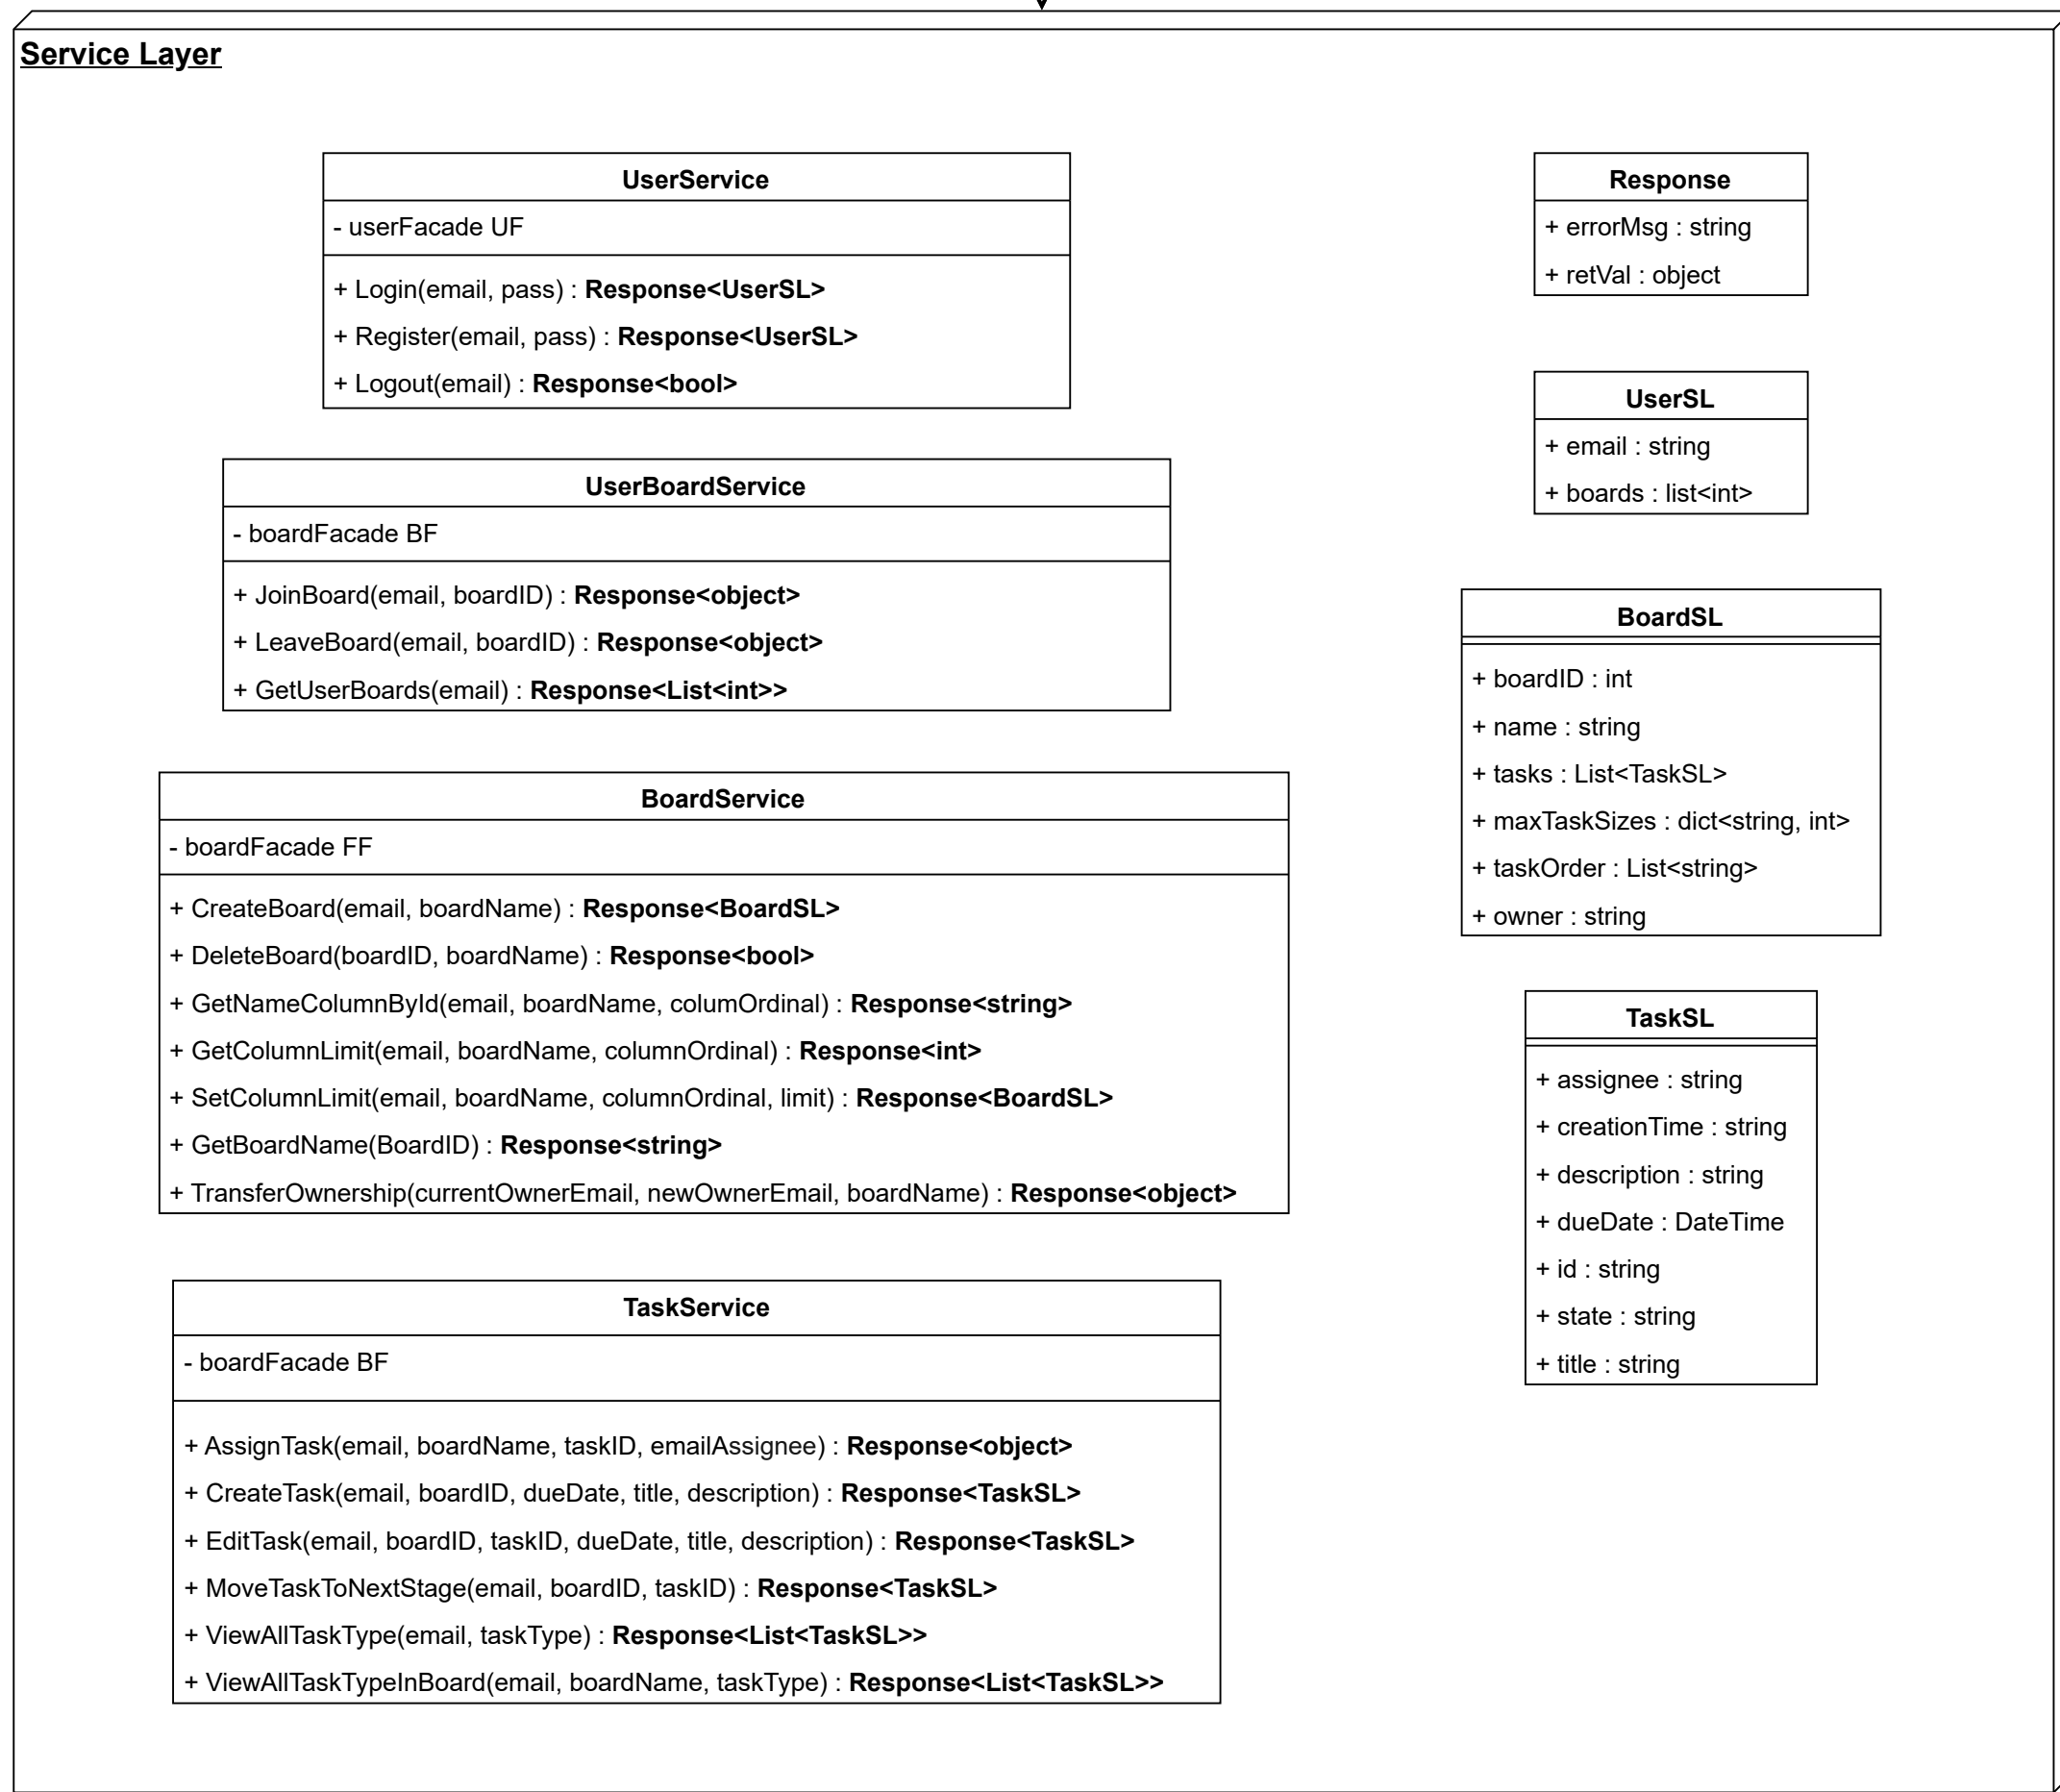 Service Layer
UserService
- userFacade UF
+ Login(email, pass) : Response<UserSL>
+ Register(email, pass) : Response<UserSL>
+ Logout(email) : Response<bool>
UserBoardService
- boardFacade BF
+ JoinBoard(email, boardID) : Response<object>
+ LeaveBoard(email, boardID) : Response<object>
+ GetUserBoards(email) : Response<List<int>>
BoardService
- boardFacade FF
+ CreateBoard(email, boardName) : Response<BoardSL>
+ DeleteBoard(boardID, boardName) : Response<bool>
+ GetNameColumnById(email, boardName, columOrdinal) : Response<string>
+ GetColumnLimit(email, boardName, columnOrdinal) : Response<int>
+ SetColumnLimit(email, boardName, columnOrdinal, limit) : Response<BoardSL>
+ GetBoardName(BoardID) : Response<string>
+ TransferOwnership(currentOwnerEmail, newOwnerEmail, boardName) : Response<object>
TaskService
- boardFacade BF
+ AssignTask(email, boardName, taskID, emailAssignee) : Response<object>
+ CreateTask(email, boardID, dueDate, title, description) : Response<TaskSL>
+ EditTask(email, boardID, taskID, dueDate, title, description) : Response<TaskSL>
+ MoveTaskToNextStage(email, boardID, taskID) : Response<TaskSL>
+ ViewAllTaskType(email, taskType) : Response<List<TaskSL>>
+ ViewAllTaskTypeInBoard(email, boardName, taskType) : Response<List<TaskSL>>
Response
+ errorMsg : string
+ retVal : object
UserSL
+ email : string
+ boards : list<int>
BoardSL
+ boardID : int
+ name : string
+ tasks : List<TaskSL>
+ maxTaskSizes : dict<string, int>
+ taskOrder : List<string>
+ owner : string
TaskSL
+ assignee : string
+ creationTime : string
+ description : string
+ dueDate : DateTime
+ id : string
+ state : string
+ title : string